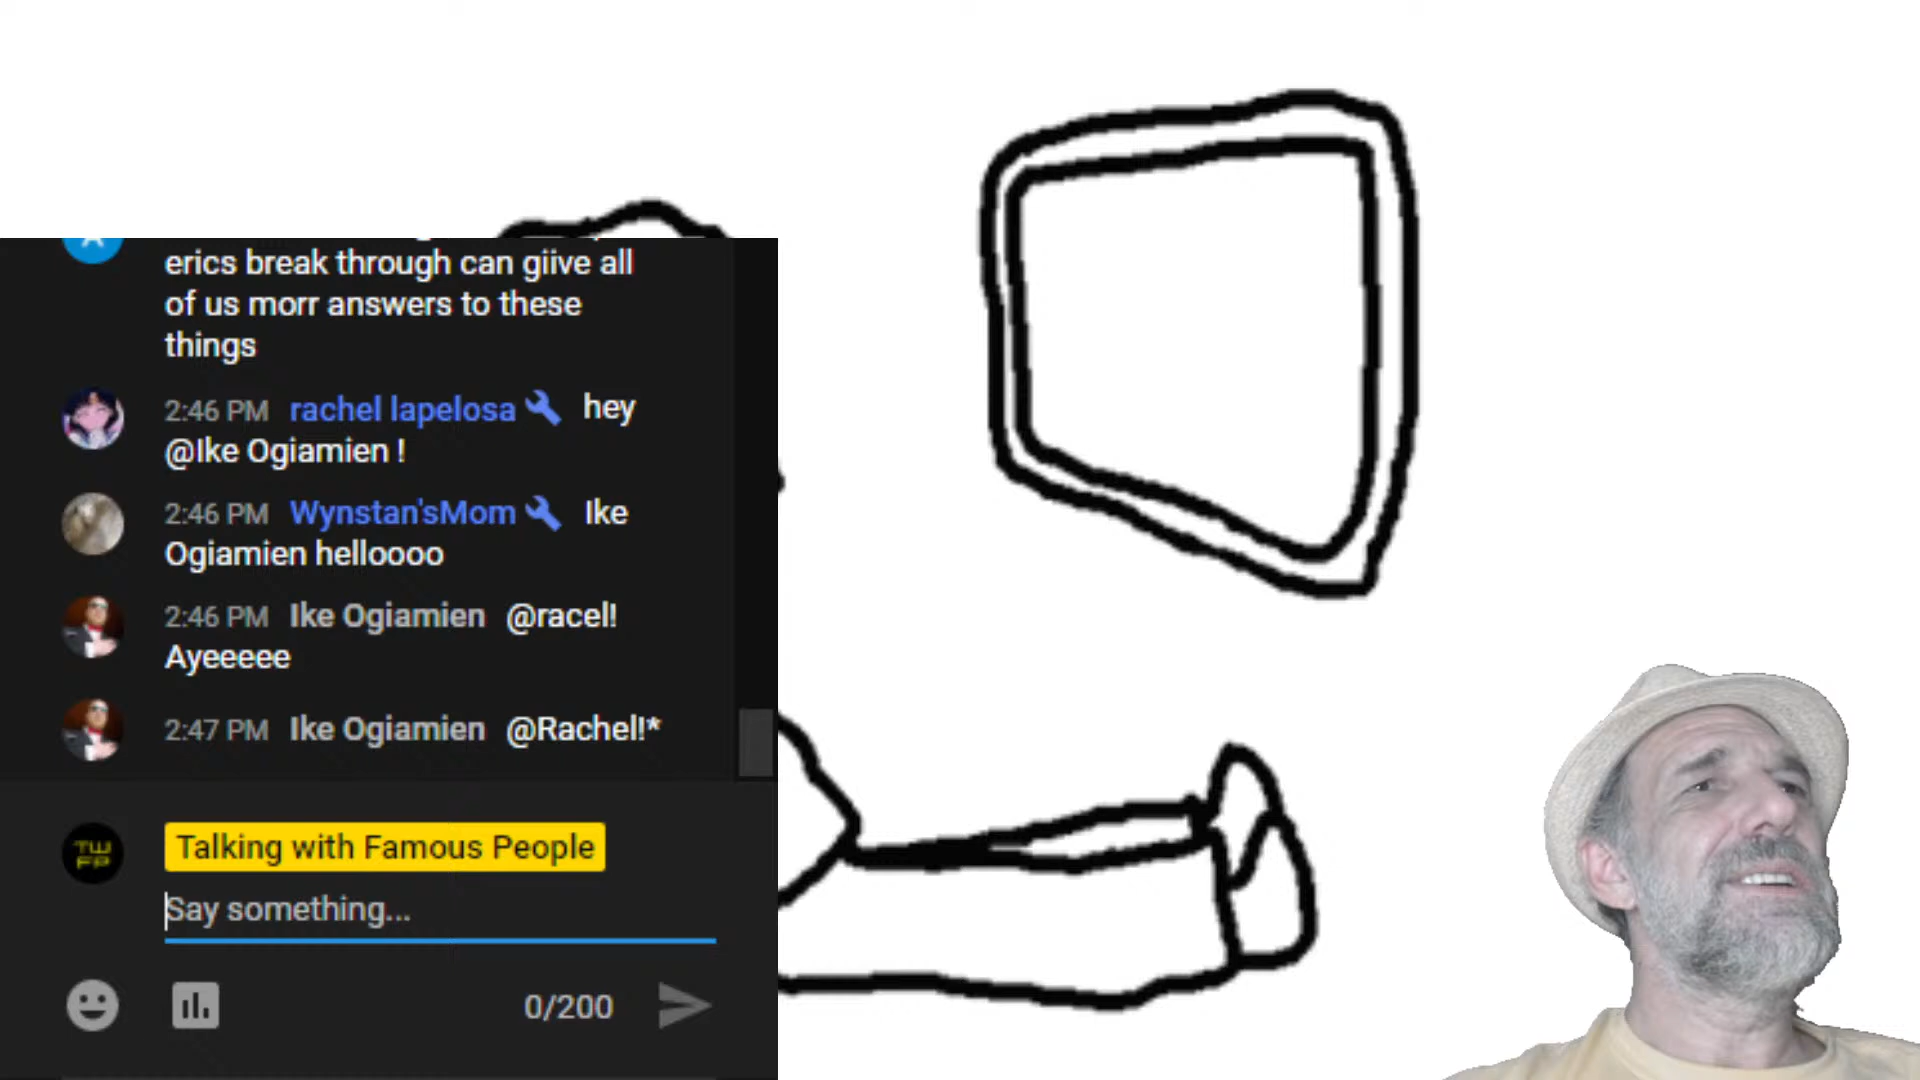 erics break through can giive all
of us morr answers to these
things
2:46 PM rachel lapelosa hey
@Ike Ogiamien !
2:46 PM Wynstan'sMom Ike
Ogiamien helloooo
2:46 PM Ike Ogiamien @racel!
Ayeeeee
2:47 PM Ike Ogiamien @Rachel!*
TW
FP
Talking with Famous People
Say something...
0/200